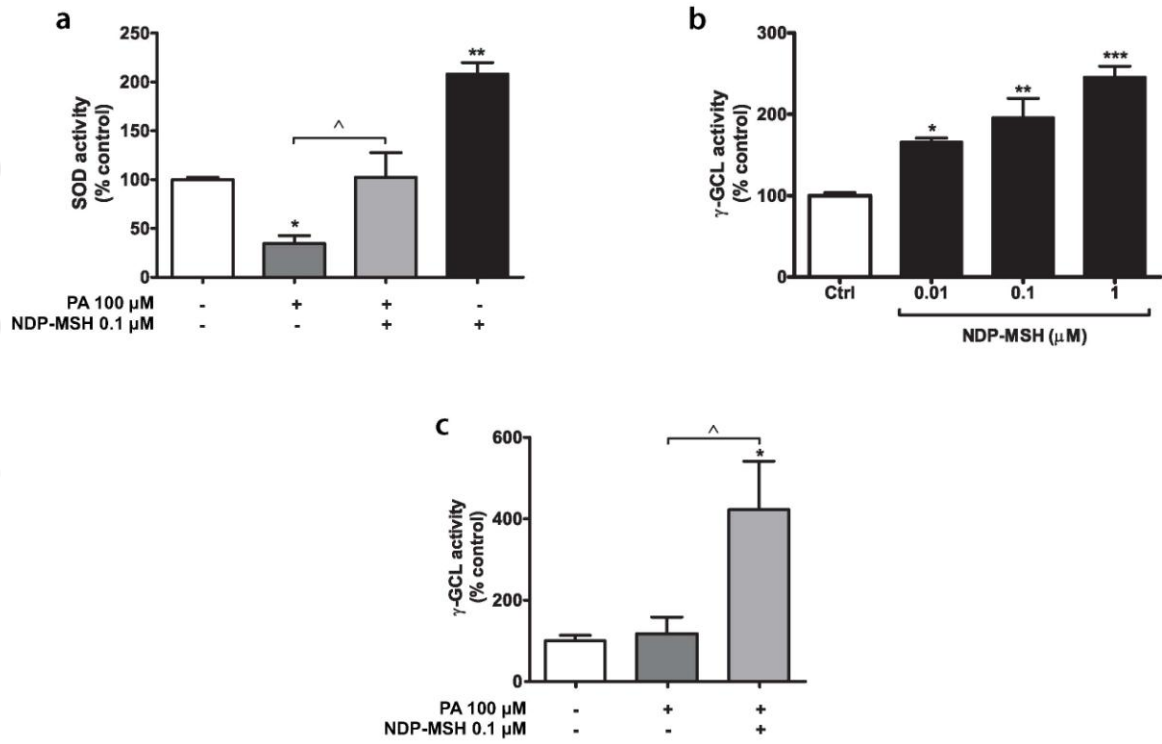 a
SOD activity
(% control)
250
200
150
100
50
0
*
^
**
PA 100 µM - + + -
NDP-MSH 0.1 µM - - + +
b
γ-GCL activity
(% control)
300
200
100
0
*
**
***
Ctrl 0.01 0.1 1
NDP-MSH (µM)
c
γ-GCL activity
(% control)
600
400
200
0
^
*
PA 100 µM - + +
NDP-MSH 0.1 µM - - +